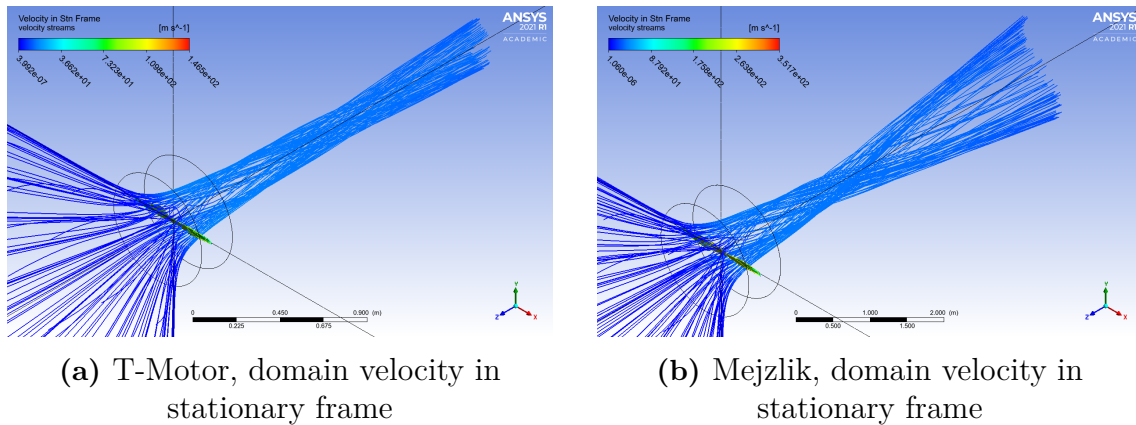 Velocity in Stn Frame
velocity streams
[m s^-1]
3.992e-07
3.662e+01
7.323e+01
1.098e+02
1.465e+02
ANSYS
2021 R1
ACADEMIC
Y
Z
X
0
0.225
0.450
0.675
0.900
(m)
Velocity in Stn Frame
velocity streams
[m s^-1]
1.060e-06
8.792e+01
1.758e+02
2.638e+02
3.517e+02
ANSYS
2021 R1
ACADEMIC
Y
Z
X
0
0.500
1.000
1.500
2.000
(m)
(a) T-Motor, domain velocity in
stationary frame
(b) Mejzlik, domain velocity in
stationary frame